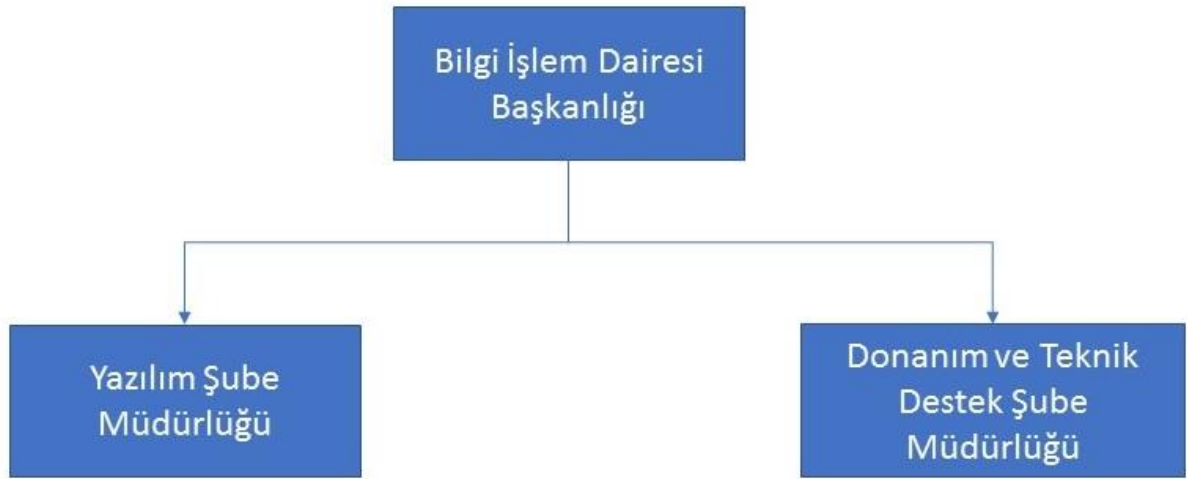 Bilgi İşlem Dairesi
Başkanlığı
Yazılım Şube
Müdürlüğü
Donanım ve Teknik
Destek Şube
Müdürlüğü